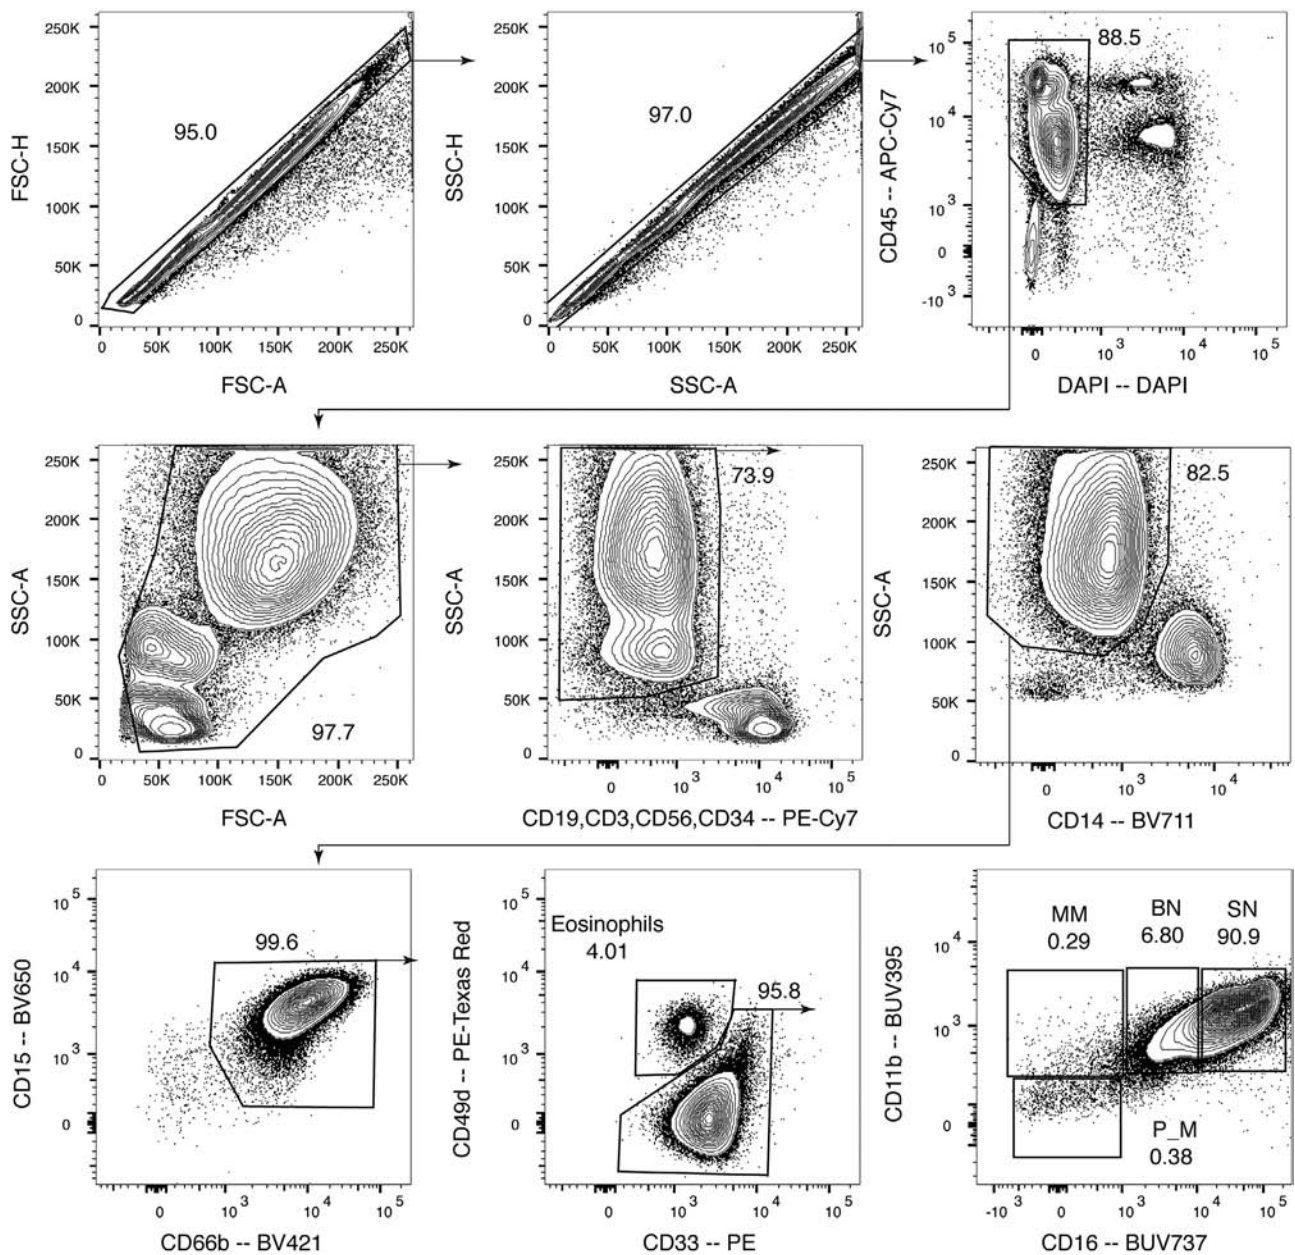 250K
200K
150K
100K
50K
0
FSC-H
95.0
0 50K 100K 150K 200K 250K
FSC-A
250K
200K
150K
100K
50K
0
SSC-H
97.0
0 50K 100K 150K 200K 250K
SSC-A
10 5
10 4
10 3
0
-10 3
CD45 -- APC-Cy7
88.5
0 10 3 10 4 10 5
DAPI -- DAPI
250K
200K
150K
100K
50K
0
SSC-A
97.7
0 50K 100K 150K 200K 250K
FSC-A
250K
200K
150K
100K
50K
0
SSC-A
73.9
0 10 3 10 4 10 5
CD19,CD3,CD56,CD34 -- PE-Cy7
250K
200K
150K
100K
50K
0
SSC-A
82.5
0 10 3 10 4
CD14 -- BV711
10 5
10 4
10 3
0
CD15 -- BV650
99.6
0 10 3 10 4 10 5
CD66b -- BV421
10 5
10 4
10 3
0
CD49d -- PE-Texas Red
Eosinophils
4.01
95.8
0 10 3 10 4 10 5
CD33 -- PE
10 4
10 3
0
CD11b -- BUV395
MM
0.29
BN
6.80
SN
90.9
P_M
0.38
-10 3 0 10 3 10 4 10 5
CD16 -- BUV737